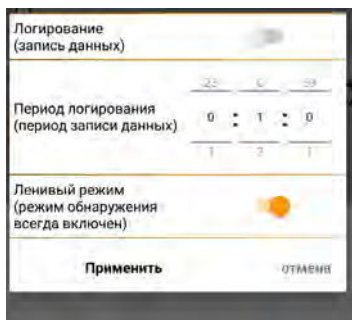 Логирование
(запись данных)
23 0 59
Период логирования
(период записи данных)
0 : 1 : 0
1 2 1
Ленивый режим
(режим обнаружения
всегда включен)
Применить отмена